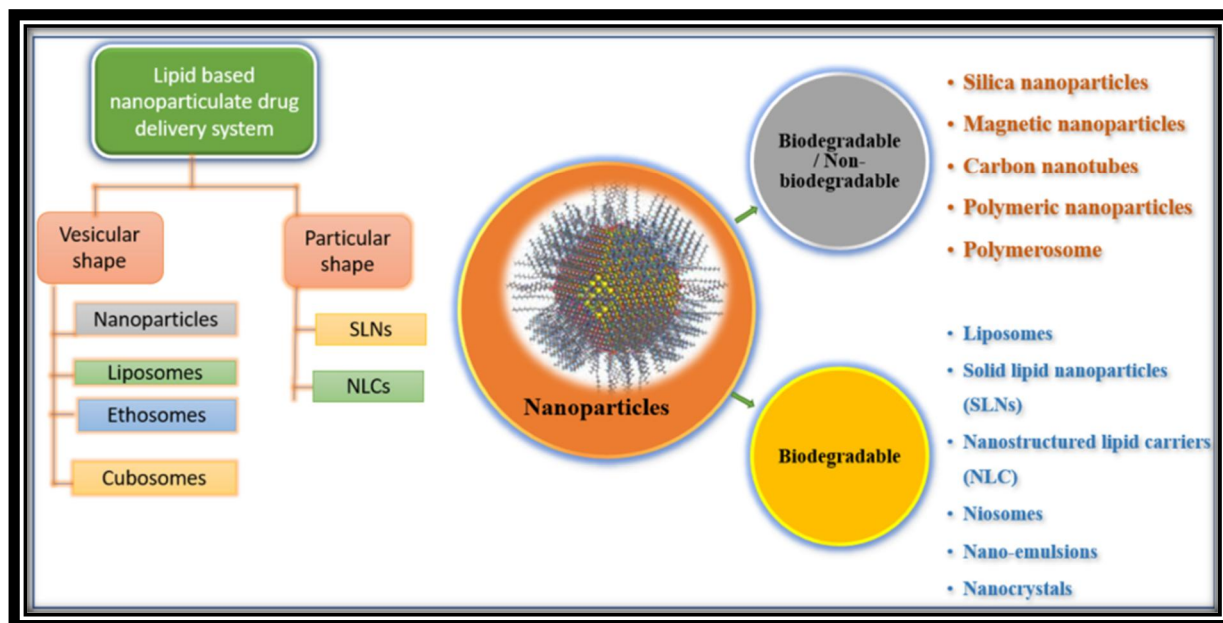 Lipid based
nanoparticulate drug
delivery system
Vesicular
shape
Particular
shape
Nanoparticles
Liposomes
Ethosomes
Cubosomes
SLNs
NLCs
Nanoparticles
Biodegradable
/ Non-
biodegradable
• Silica nanoparticles
• Magnetic nanoparticles
• Carbon nanotubes
• Polymeric nanoparticles
• Polymerosome
Biodegradable
• Liposomes
• Solid lipid nanoparticles
(SLNs)
• Nanostructured lipid carriers
(NLC)
• Niosomes
• Nano-emulsions
• Nanocrystals